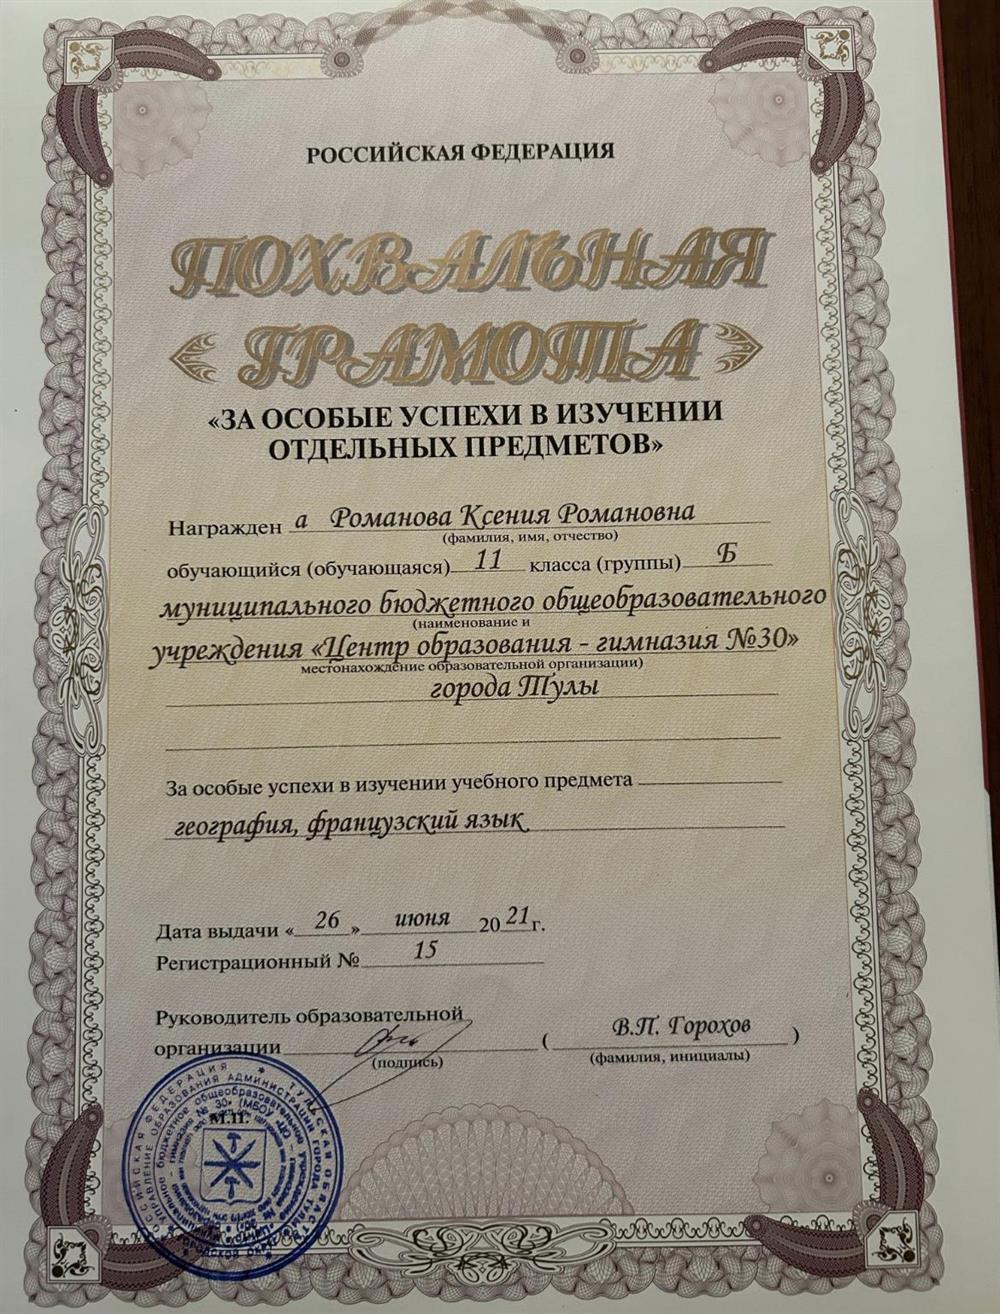 РОССИЙСКАЯ ФЕДЕРАЦИЯ
ПОХВАЛЬНАЯ
ГРАМОТА
«ЗА ОСОБЫЕ УСПЕХИ В ИЗУЧЕНИИ
ОТДЕЛЬНЫХ ПРЕДМЕТОВ»
Награжден а Романова Ксения Романовна
(фамилия, имя, отчество)
обучающийся (обучающаяся) 11 класса (группы) Б
муниципального бюджетного общеобразовательного
(наименование и
учреждения «Центр образования - гимназия №30»
местонахождение образовательной организации)
города Тулы
За особые успехи в изучении учебного предмета
география, французский язык
Дата выдачи « 26 » июня 20 21 г.
Регистрационный № 15
Руководитель образовательной
организации ( В.П. Горохов )
(подпись) (фамилия, инициалы)
М.П.